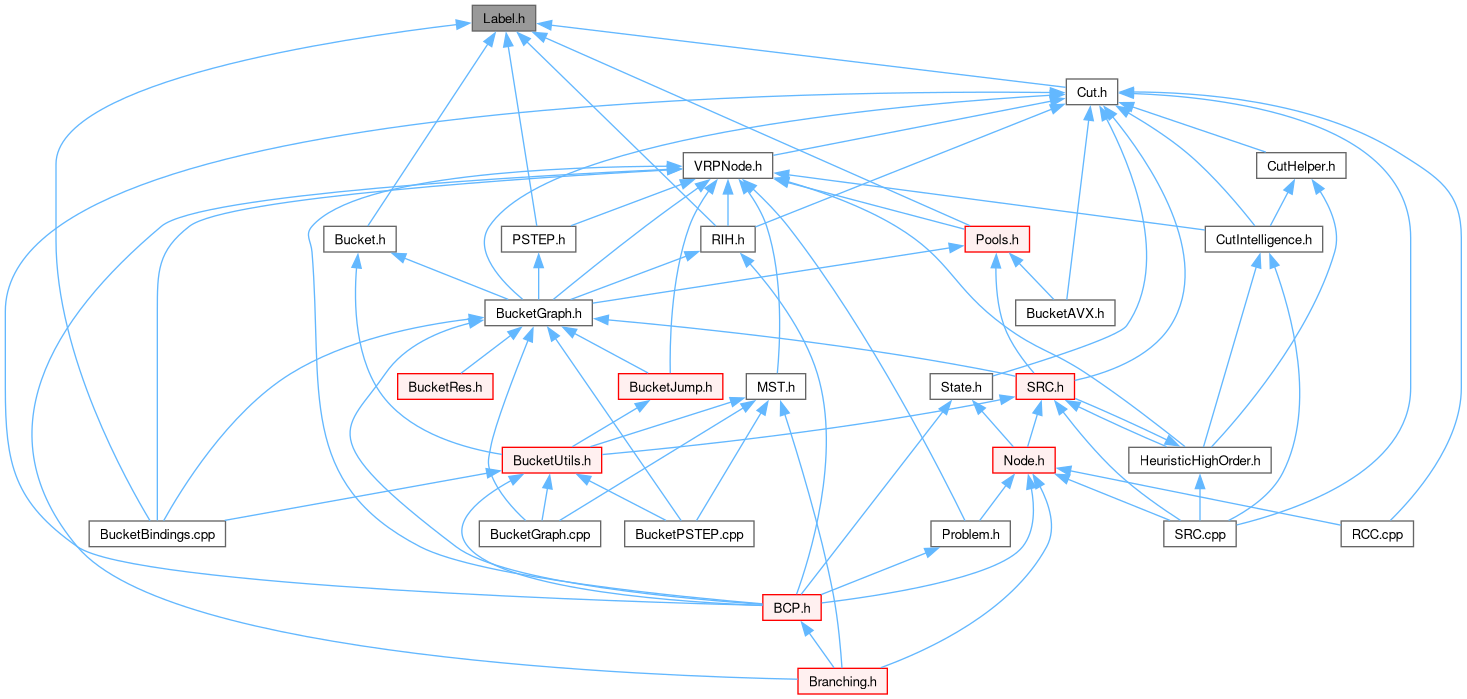 Label.h
Cut.h
VRPNode.h
CutHelper.h
Bucket.h
PSTEP.h
RIH.h
Pools.h
CutIntelligence.h
BucketGraph.h
BucketAVX.h
BucketRes.h
BucketJump.h
MST.h
State.h
SRC.h
BucketUtils.h
Node.h
HeuristicHighOrder.h
BucketBindings.cpp
BucketGraph.cpp
BucketPSTEP.cpp
Problem.h
SRC.cpp
RCC.cpp
BCP.h
Branching.h